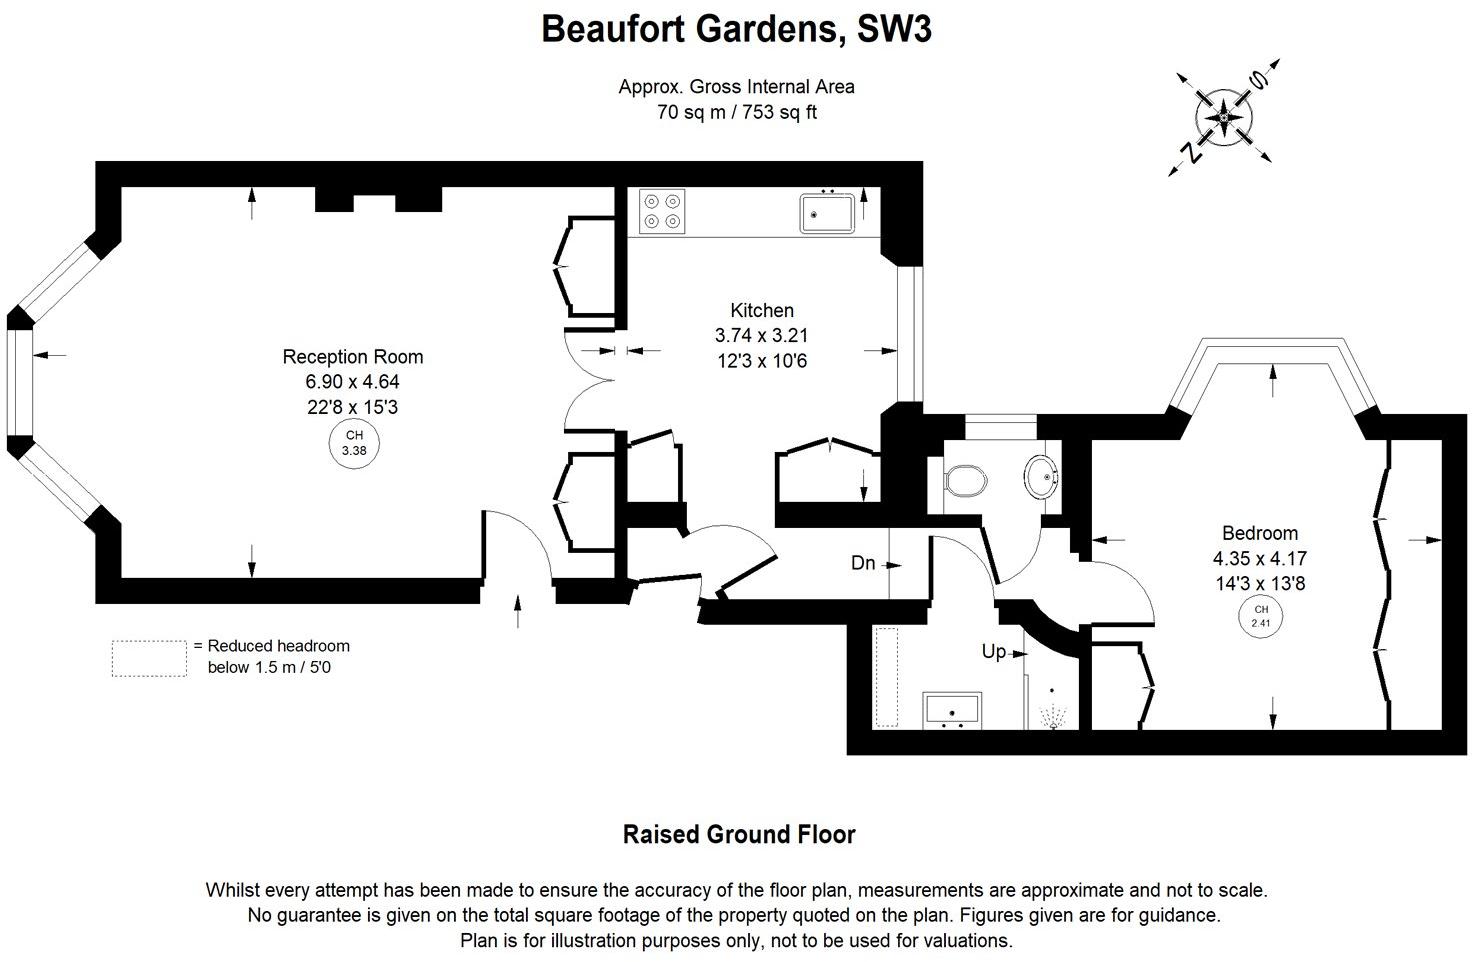 Beaufort Gardens, SW3
Approx. Gross Internal Area
70 sq m / 753 sq ft
S
N
Kitchen
3.74 x 3.21
12'3 x 10'6
Reception Room
6.90 x 4.64
22'8 x 15'3
CH
3.38
Bedroom
4.35 x 4.17
14'3 x 13'8
CH
2.41
Dn
Up
= Reduced headroom
below 1.5 m / 5'0
Raised Ground Floor
Whilst every attempt has been made to ensure the accuracy of the floor plan, measurements are approximate and not to scale.
No guarantee is given on the total square footage of the property quoted on the plan. Figures given are for guidance.
Plan is for illustration purposes only, not to be used for valuations.